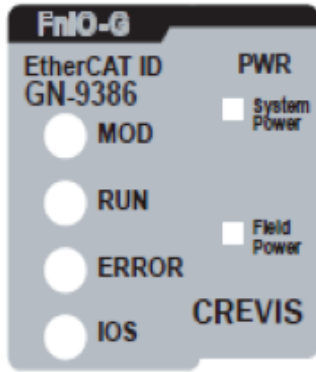 FnIO-G
EtherCAT ID
GN-9386
MOD
RUN
ERROR
IOS
PWR
System
Power
Field
Power
CREVIS